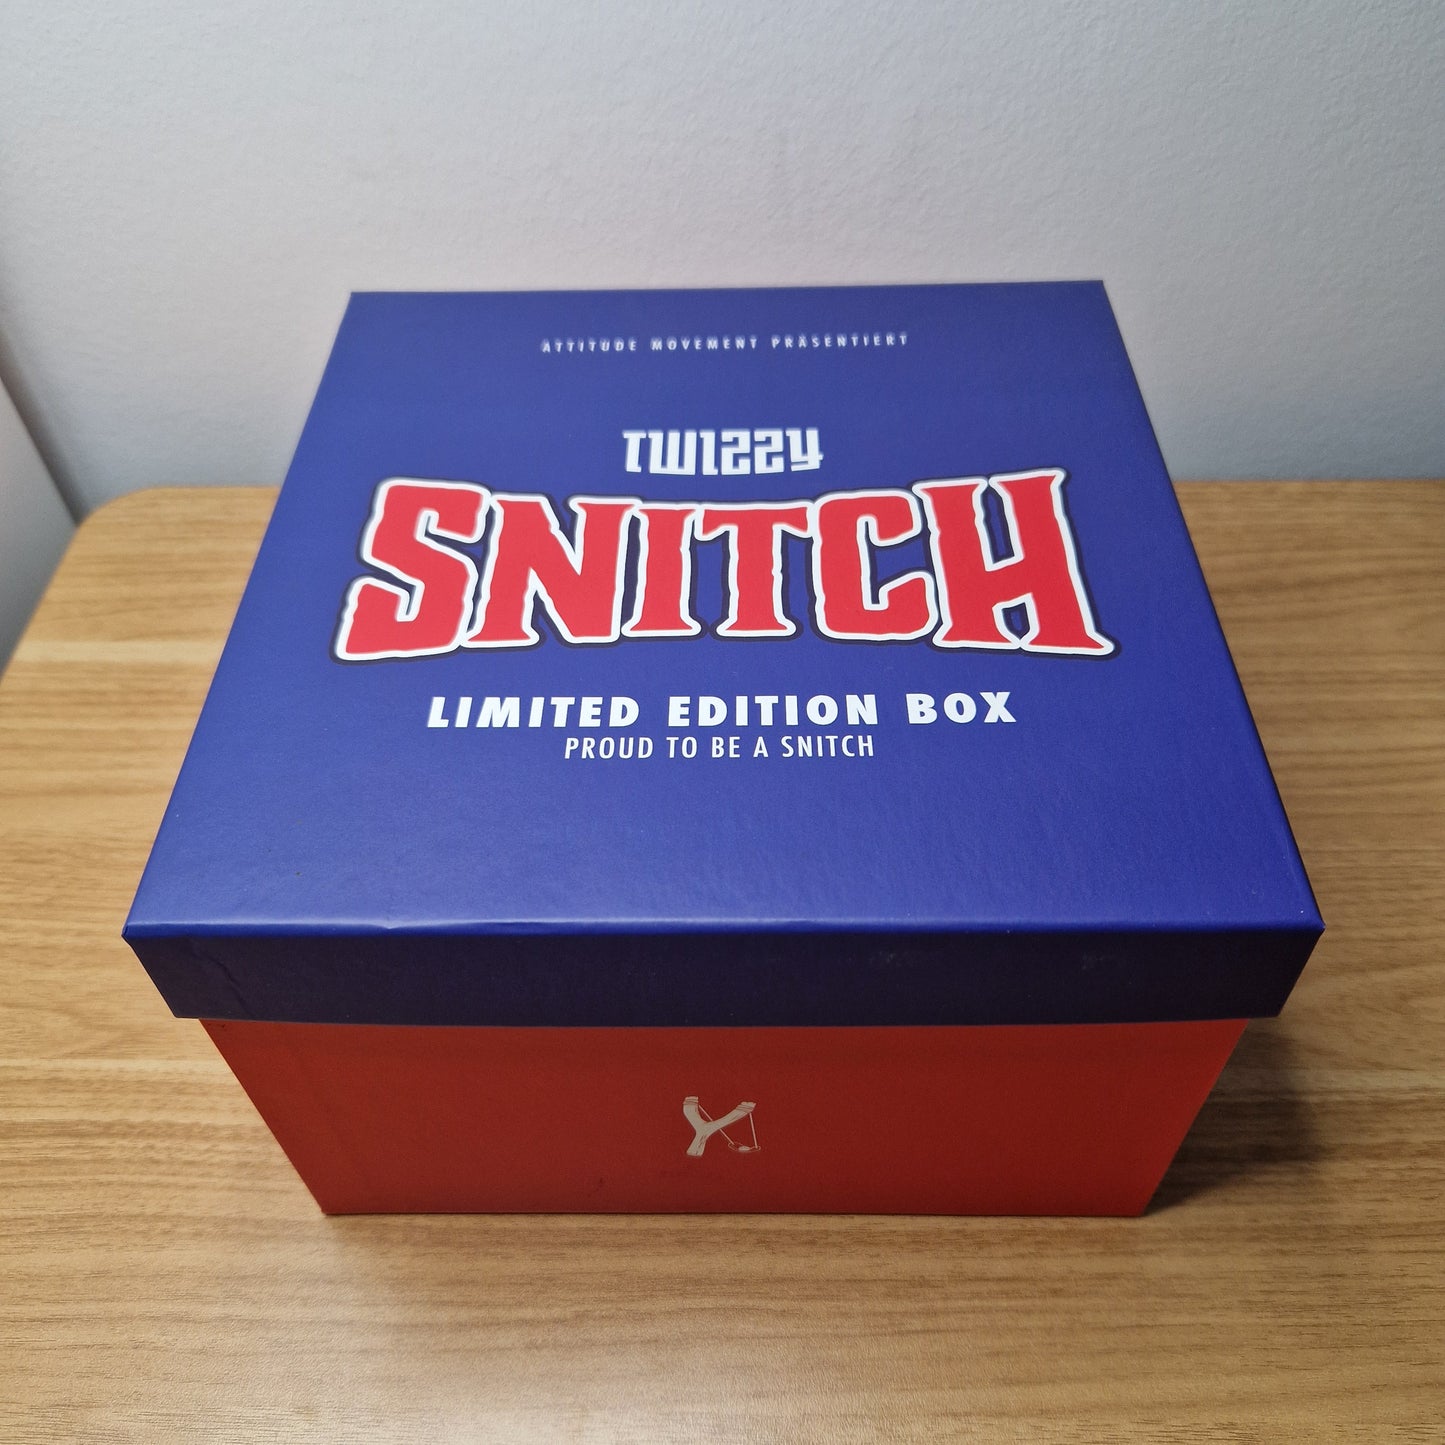 ATTITUDE MOVEMENT PRÄSENTIERT
TWIZZY
SNITCH
LIMITED EDITION BOX
PROUD TO BE A SNITCH